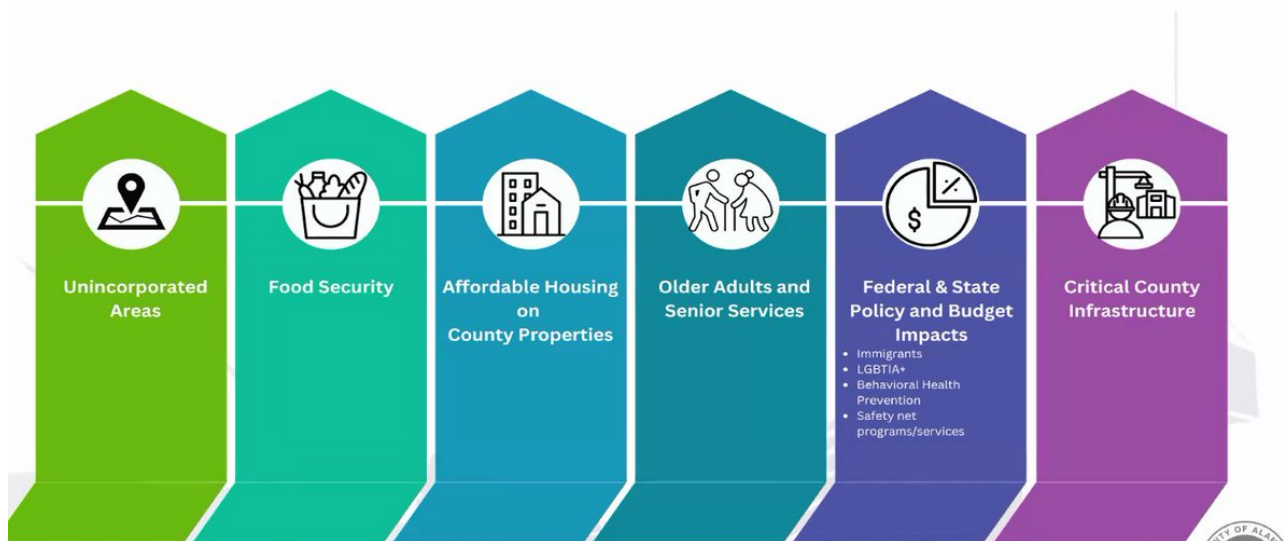 Unincorporated
Areas
Food Security
Affordable Housing
on
County Properties
Older Adults and
Senior Services
Federal & State
Policy and Budget
Impacts
• Immigrants
• LGBTIA+
• Behavioral Health
Prevention
• Safety net
programs/services
Critical County
Infrastructure
$
%